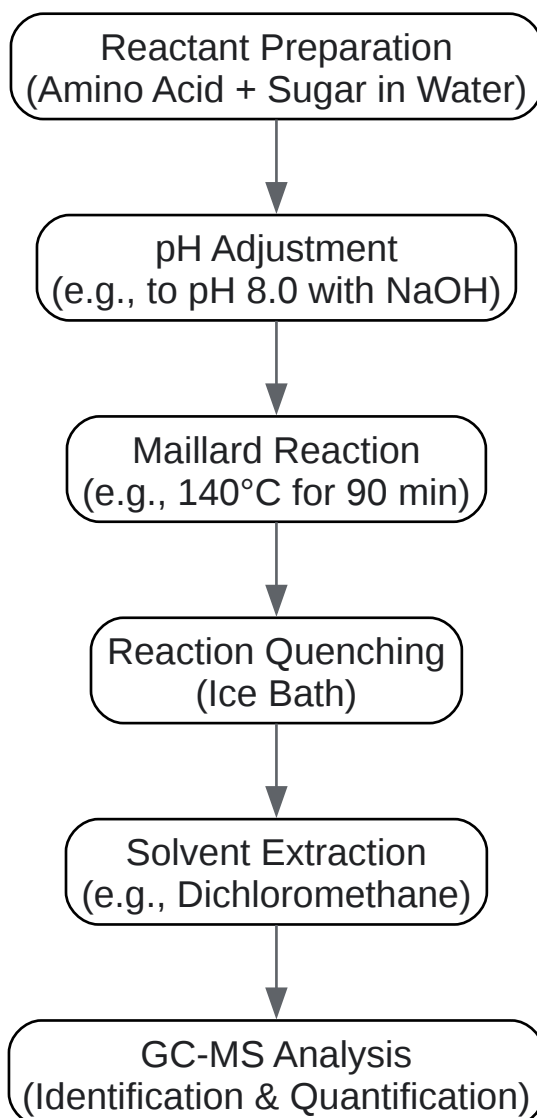 Reactant Preparation
(Amino Acid + Sugar in Water)
pH Adjustment
(e.g., to pH 8.0 with NaOH)
Maillard Reaction
(e.g., 140°C for 90 min)
Reaction Quenching
(Ice Bath)
Solvent Extraction
(e.g., Dichloromethane)
GC-MS Analysis
(Identification & Quantification)